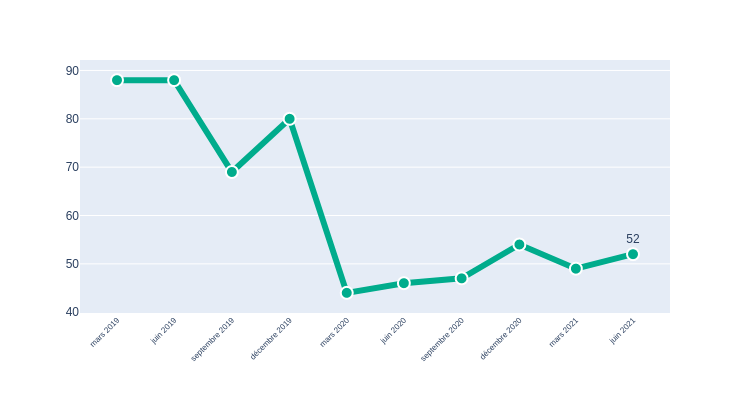 90
80
70
60
50
40
52
mars 2019
juin 2019
septembre 2019
décembre 2019
mars 2020
juin 2020
septembre 2020
décembre 2020
mars 2021
juin 2021